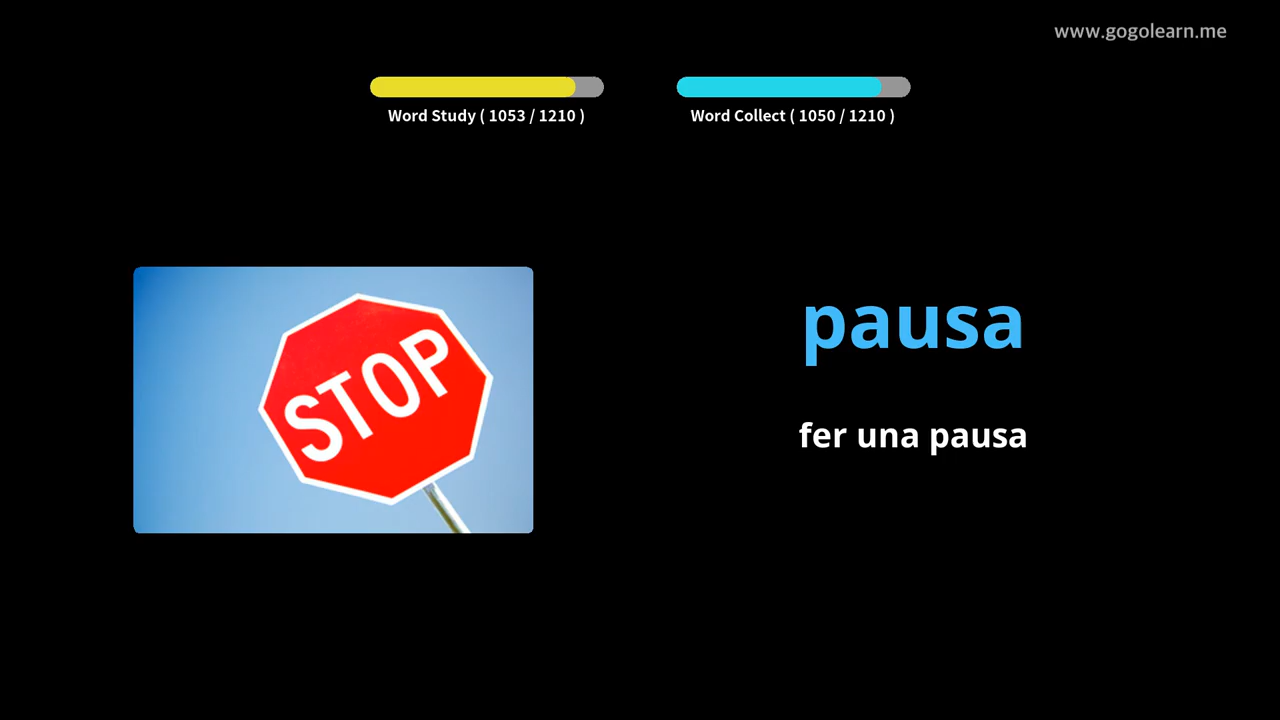 www.gogolearn.me
Word Study ( 1053 / 1210 )
Word Collect ( 1050 / 1210 )
STOP
pausa
fer una pausa